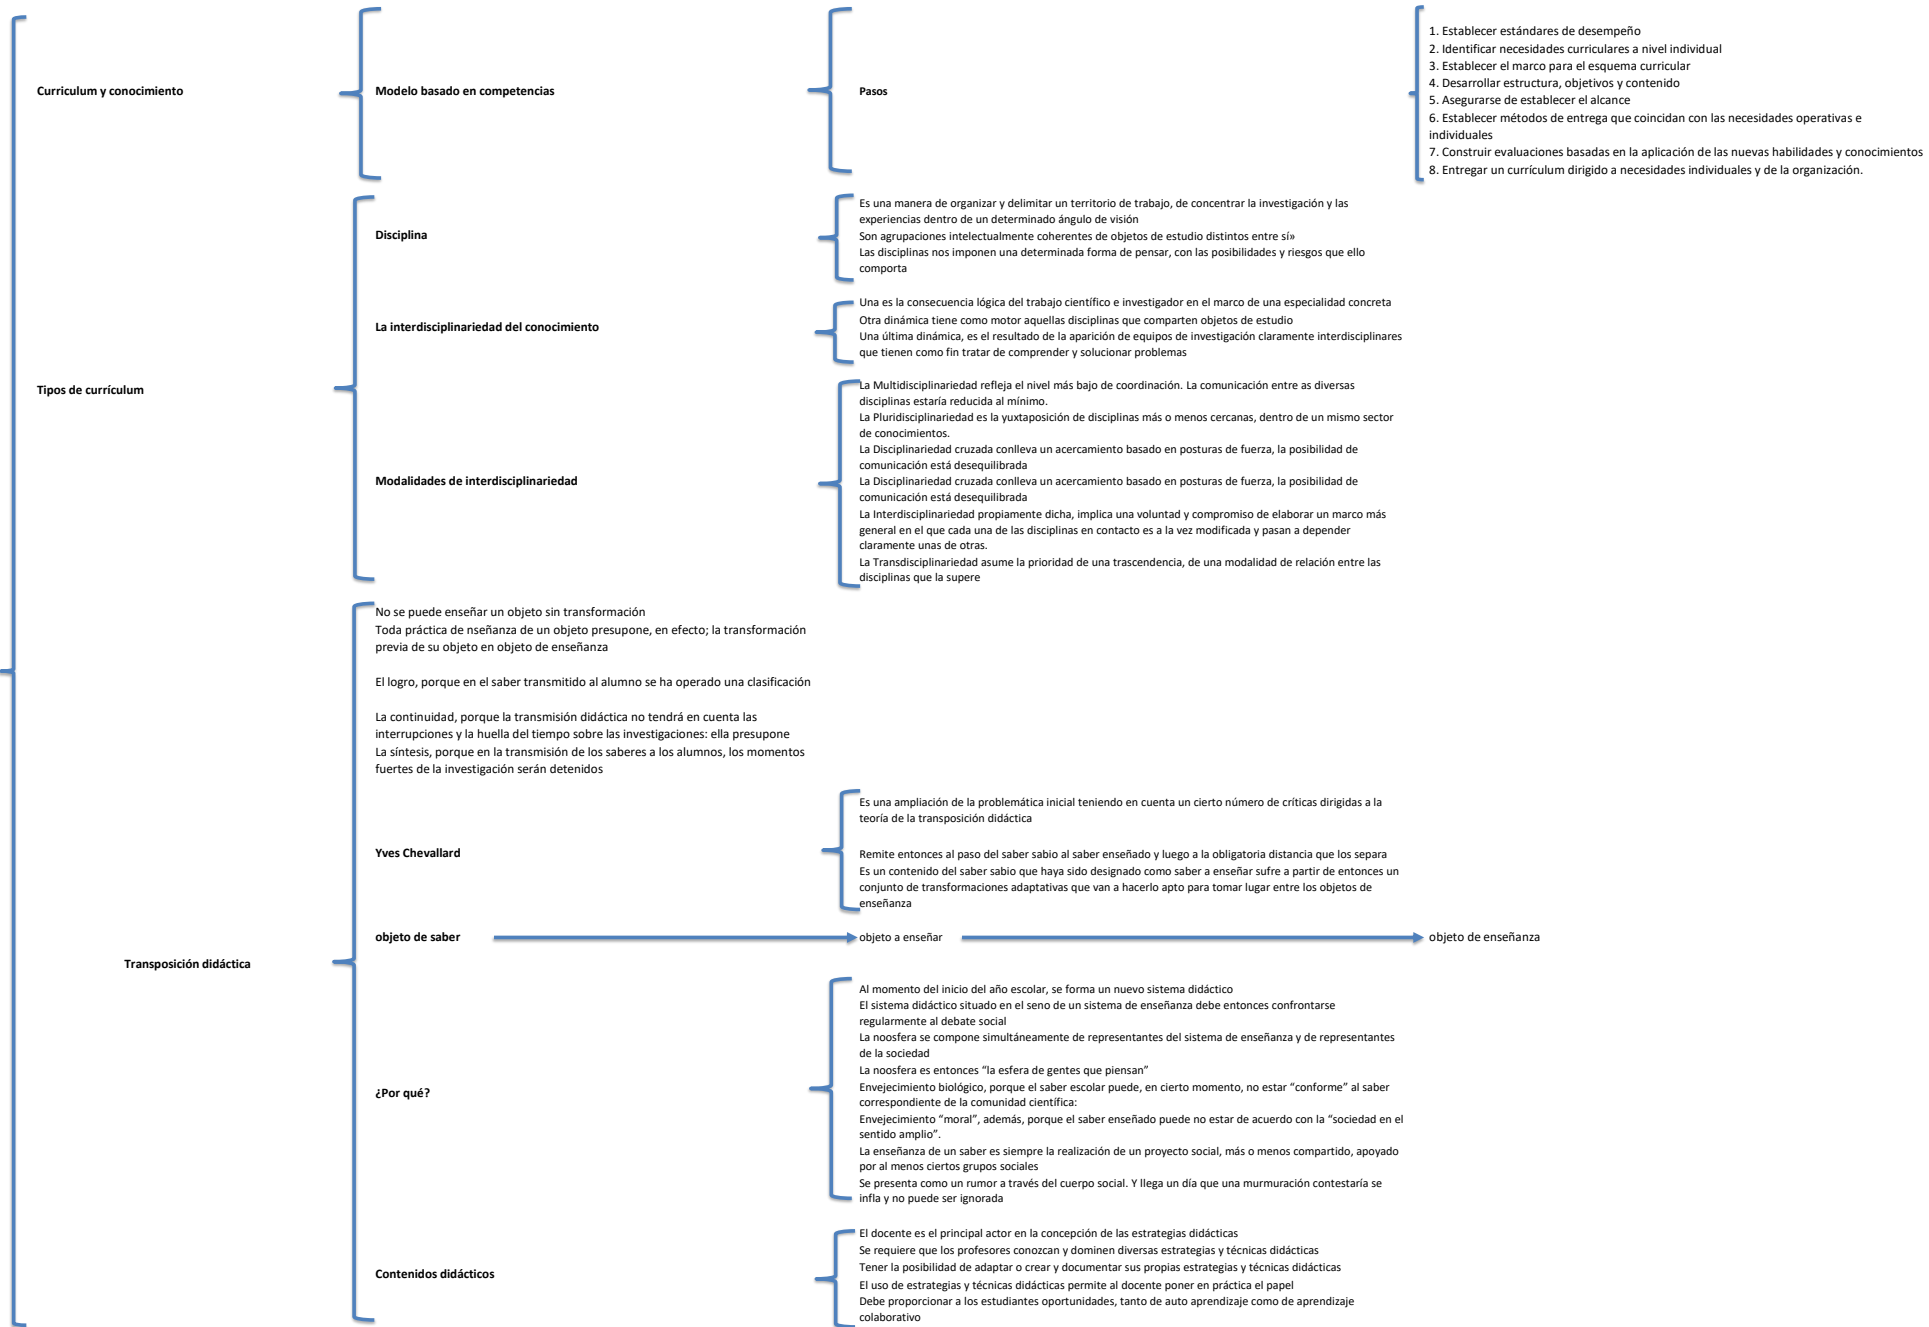 Curriculum y conocimiento
Modelo basado en competencias
Pasos
1. Establecer estándares de desempeño
2. Identificar necesidades curriculares a nivel individual
3. Establecer el marco para el esquema curricular
4. Desarrollar estructura, objetivos y contenido
5. Asegurarse de establecer el alcance
6. Establecer métodos de entrega que coincidan con las necesidades operativas e
individuales
7. Construir evaluaciones basadas en la aplicación de las nuevas habilidades y conocimientos
8. Entregar un currículum dirigido a necesidades individuales y de la organización.
Tipos de currículum
Disciplina
Es una manera de organizar y delimitar un territorio de trabajo, de concentrar la investigación y las
experiencias dentro de un determinado ángulo de visión
Son agrupaciones intelectualmente coherentes de objetos de estudio distintos entre sí»
Las disciplinas nos imponen una determinada forma de pensar, con las posibilidades y riesgos que ello
comporta
La interdisciplinariedad del conocimiento
Una es la consecuencia lógica del trabajo científico e investigador en el marco de una especialidad concreta
Otra dinámica tiene como motor aquellas disciplinas que comparten objetos de estudio
Una última dinámica, es el resultado de la aparición de equipos de investigación claramente interdisciplinares
que tienen como fin tratar de comprender y solucionar problemas
Modalidades de interdisciplinariedad
La Multidisciplinariedad refleja el nivel más bajo de coordinación. La comunicación entre as diversas
disciplinas estaría reducida al mínimo.
La Pluridisciplinariedad es la yuxtaposición de disciplinas más o menos cercanas, dentro de un mismo sector
de conocimientos.
La Disciplinariedad cruzada conlleva un acercamiento basado en posturas de fuerza, la posibilidad de
comunicación está desequilibrada
La Disciplinariedad cruzada conlleva un acercamiento basado en posturas de fuerza, la posibilidad de
comunicación está desequilibrada
La Interdisciplinariedad propiamente dicha, implica una voluntad y compromiso de elaborar un marco más
general en el que cada una de las disciplinas en contacto es a la vez modificada y pasan a depender
claramente unas de otras.
La Transdisciplinariedad asume la prioridad de una trascendencia, de una modalidad de relación entre las
disciplinas que la supere
Transposición didáctica
No se puede enseñar un objeto sin transformación
Toda práctica de nseñanza de un objeto presupone, en efecto; la transformación
previa de su objeto en objeto de enseñanza
El logro, porque en el saber transmitido al alumno se ha operado una clasificación
La continuidad, porque la transmisión didáctica no tendrá en cuenta las
interrupciones y la huella del tiempo sobre las investigaciones: ella presupone
La síntesis, porque en la transmisión de los saberes a los alumnos, los momentos
fuertes de la investigación serán detenidos
Yves Chevallard
Es una ampliación de la problemática inicial teniendo en cuenta un cierto número de críticas dirigidas a la
teoría de la transposición didáctica
Remite entonces al paso del saber sabio al saber enseñado y luego a la obligatoria distancia que los separa
Es un contenido del saber sabio que haya sido designado como saber a enseñar sufre a partir de entonces un
conjunto de transformaciones adaptativas que van a hacerlo apto para tomar lugar entre los objetos de
enseñanza
objeto de saber
objeto a enseñar
objeto de enseñanza
¿Por qué?
Al momento del inicio del año escolar, se forma un nuevo sistema didáctico
El sistema didáctico situado en el seno de un sistema de enseñanza debe entonces confrontarse
regularmente al debate social
La noosfera se compone simultáneamente de representantes del sistema de enseñanza y de representantes
de la sociedad
La noosfera es entonces “la esfera de gentes que piensan”
Envejecimiento biológico, porque el saber escolar puede, en cierto momento, no estar “conforme” al saber
correspondiente de la comunidad científica:
Envejecimiento “moral”, además, porque el saber enseñado puede no estar de acuerdo con la “sociedad en el
sentido amplio”.
La enseñanza de un saber es siempre la realización de un proyecto social, más o menos compartido, apoyado
por al menos ciertos grupos sociales
Se presenta como un rumor a través del cuerpo social. Y llega un día que una murmuración contestaría se
infla y no puede ser ignorada
Contenidos didácticos
El docente es el principal actor en la concepción de las estrategias didácticas
Se requiere que los profesores conozcan y dominen diversas estrategias y técnicas didácticas
Tener la posibilidad de adaptar o crear y documentar sus propias estrategias y técnicas didácticas
El uso de estrategias y técnicas didácticas permite al docente poner en práctica el papel
Debe proporcionar a los estudiantes oportunidades, tanto de auto aprendizaje como de aprendizaje
colaborativo